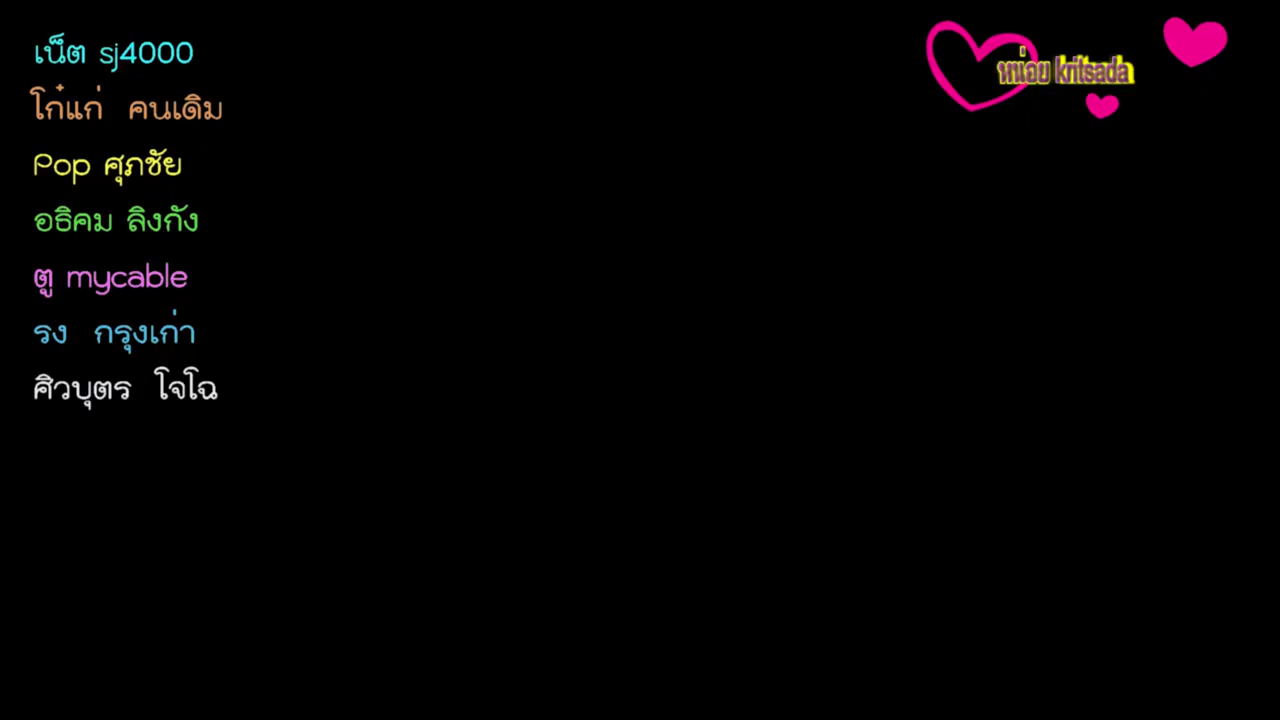 เน็ต sj4000
โก๋แก่ คนเดิม
Pop ศุภชัย
อธิคม ลิงกัง
ตู mycable
รง กรุงเก่า
ศิวบุตร โจโฉ
หน่อย kritsada